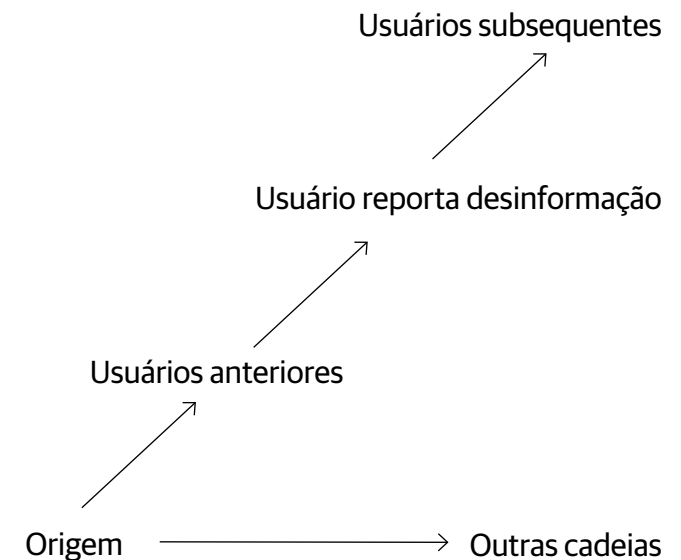 Usuários subsequentes
Usuário reporta desinformação
Usuários anteriores
Origem
Outras cadeias